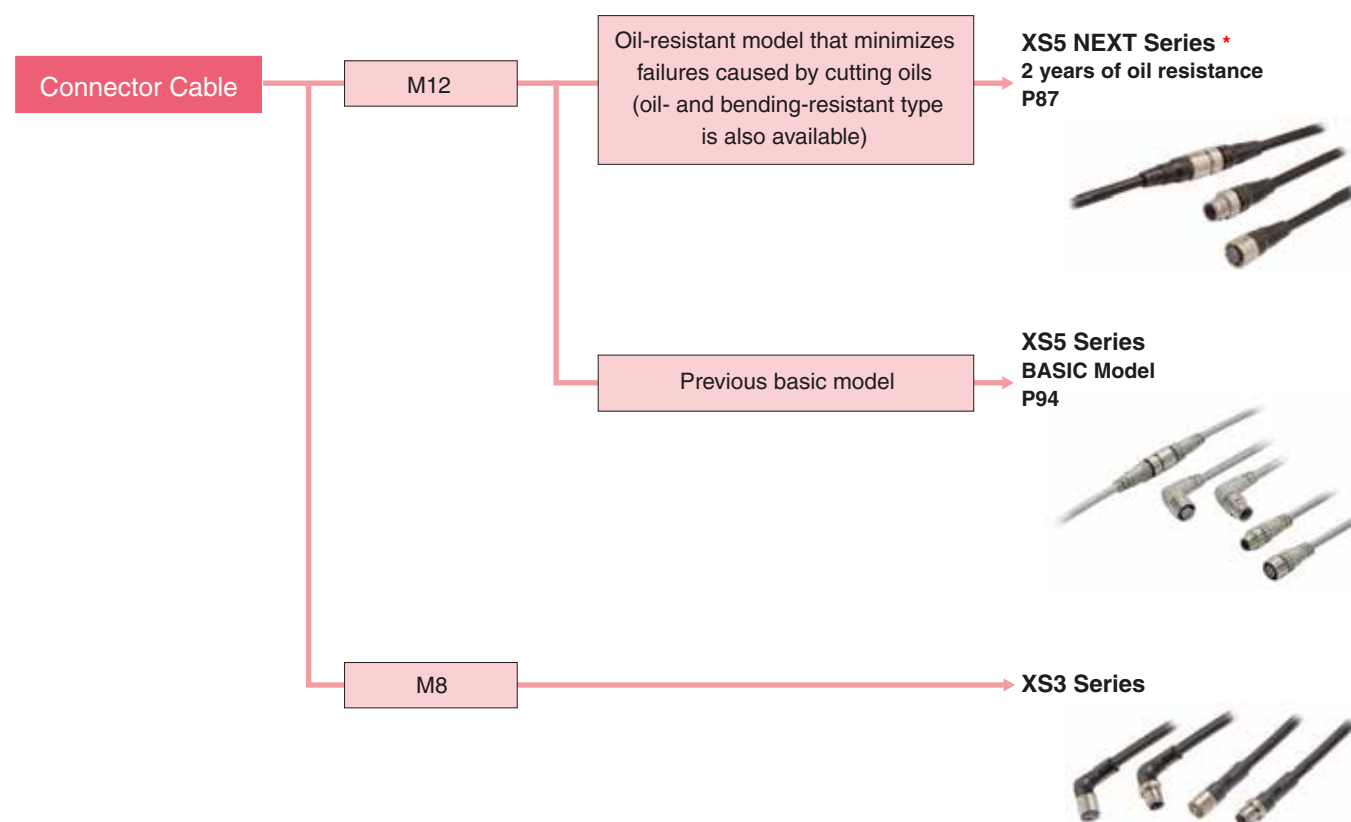 Connector Cable
M12
Oil-resistant model that minimizes
failures caused by cutting oils
(oil- and bending-resistant type
is also available)
XS5 NEXT Series *
2 years of oil resistance
P87
Previous basic model
XS5 Series
BASIC Model
P94
M8
XS3 Series